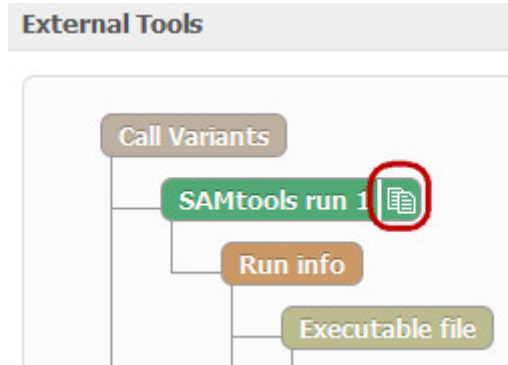 External Tools
Call Variants
SAMtools run 1
Run info
Executable file